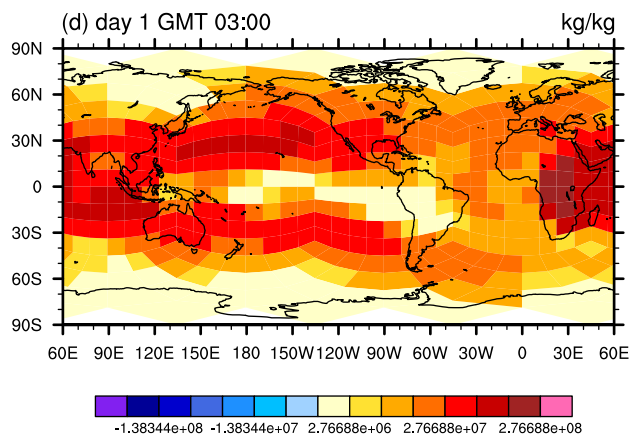 (d) day 1 GMT 03:00 kg/kg
90N
60N
30N
0
30S
60S
90S
60E 90E 120E 150E 180 150W 120W 90W 60W 30W 0 30E 60E
-1.38344e+08 -1.38344e+07 2.76688e+06 2.76688e+07 2.76688e+08